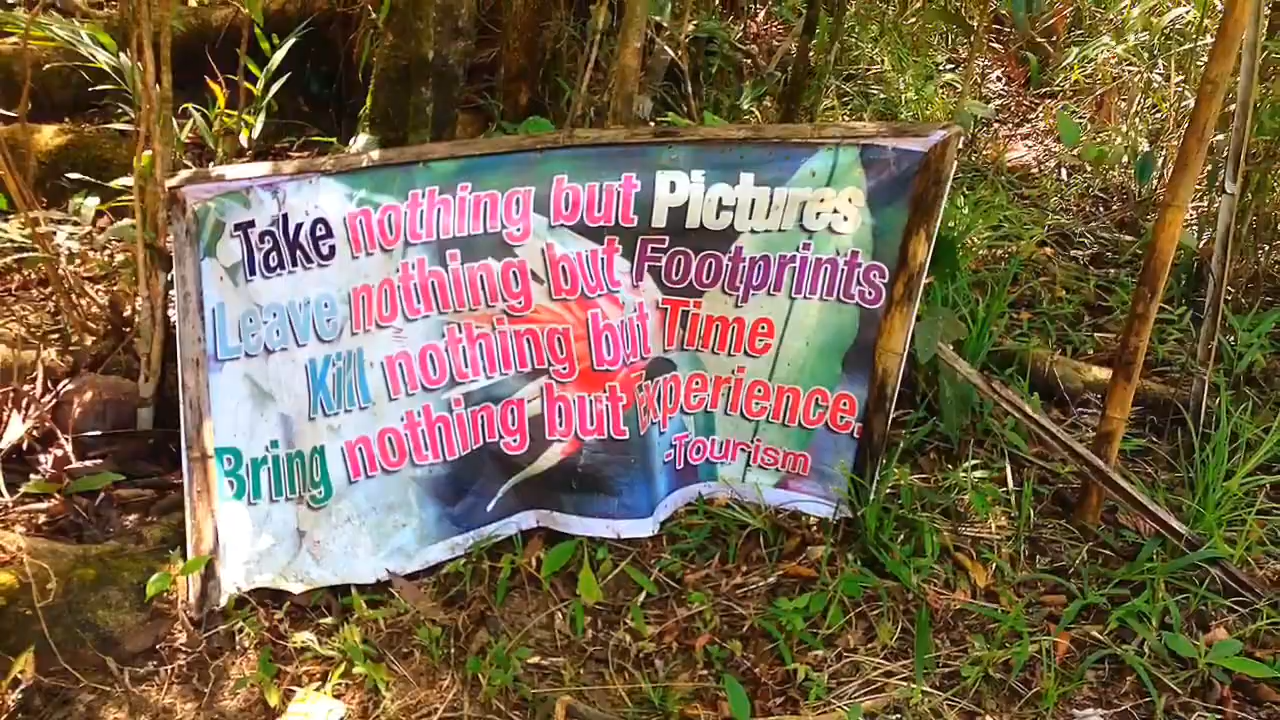 Take nothing but Pictures
Leave nothing but Footprints
Kill nothing but Time
Bring nothing but Experience.
-Tourism